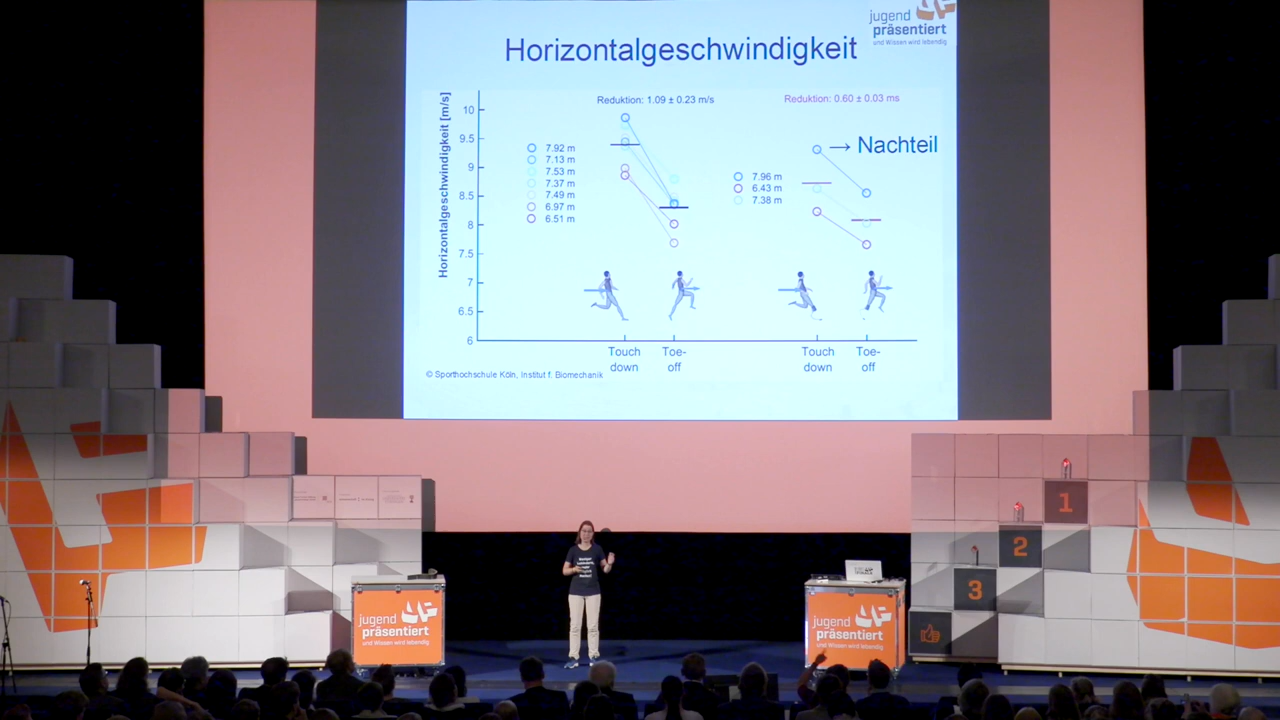 jugend
präsentiert
und Wissen wird lebendig
Horizontalgeschwindigkeit
Horizontalgeschwindigkeit [m/s]
Reduktion: 1.09 ± 0.23 m/s
Reduktion: 0.60 ± 0.03 ms
→ Nachteil
10
9.5
9
8.5
8
7.5
7
6.5
6
7.92 m
7.13 m
7.53 m
7.37 m
7.49 m
6.97 m
6.51 m
7.96 m
6.43 m
7.38 m
Touch
down
Toe-
off
Touch
down
Toe-
off
© Sporthochschule Köln, Institut f. Biomechanik
1
2
3
jugend
präsentiert
und Wissen wird lebendig
jugend
präsentiert
und Wissen wird lebendig